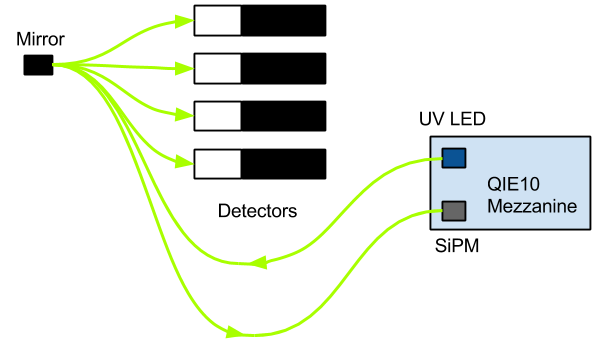 Mirror
UV LED
QIE10
Mezzanine
Detectors
SiPM